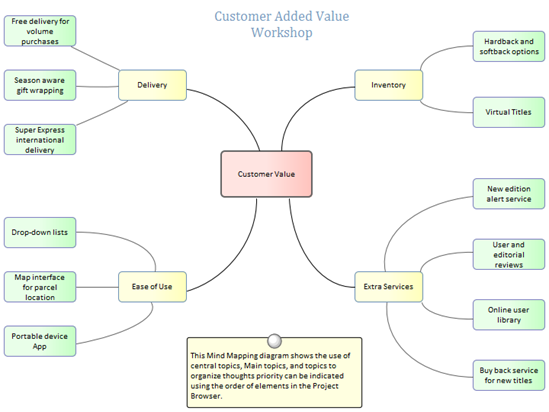 Customer Added Value
Workshop
Free delivery for
volume
purchases
Season aware
gift wrapping
Super Express
international
delivery
Delivery
Inventory
Hardback and
softback options
Virtual Titles
Customer Value
Drop-down lists
Map interface
for parcel
location
Portable device
App
Ease of Use
Extra Services
New edition
alert service
User and
editorial
reviews
Online user
library
Buy back service
for new titles
This Mind Mapping diagram shows the use of
central topics, Main topics, and topics to
organize thoughts priority can be indicated
using the order of elements in the Project
Browser.